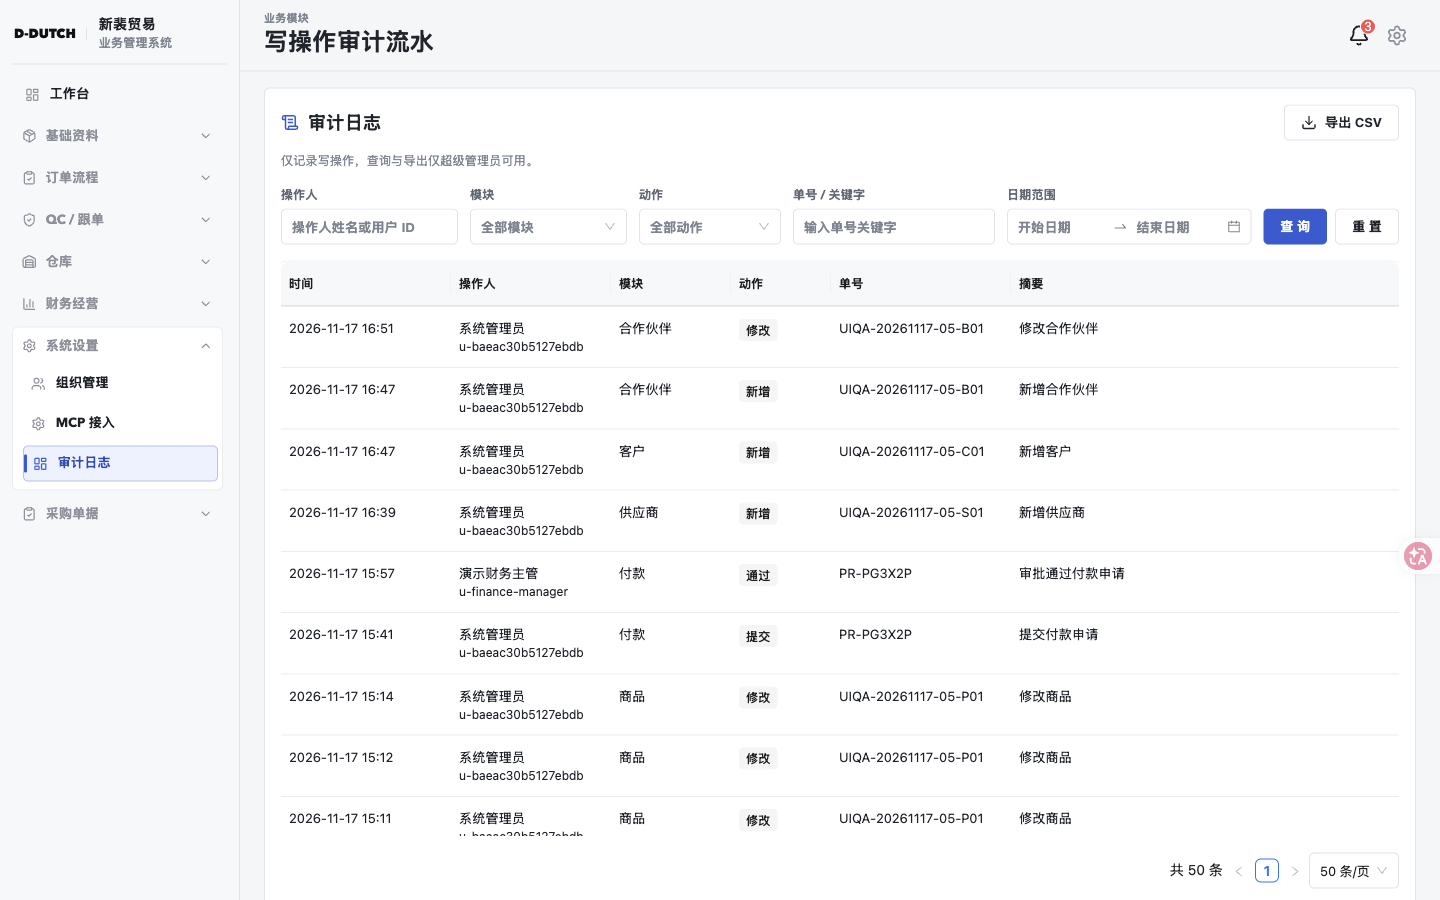 D-DUTCH
新裴贸易
业务管理系统
工作台
基础资料
订单流程
QC / 跟单
仓库
财务经营
系统设置
组织管理
MCP 接入
审计日志
采购单据
业务模块
写操作审计流水
3
审计日志
导出 CSV
仅记录写操作，查询与导出仅超级管理员可用。
操作人 模块 动作 单号 / 关键字 日期范围
操作人姓名或用户 ID 全部模块 全部动作 输入单号关键字 开始日期 结束日期 查 询 重 置
时间 操作人 模块 动作 单号 摘要
2026-11-17 16:51 系统管理员 合作伙伴 修改 UIQA-20261117-05-B01 修改合作伙伴
u-baeac30b5127ebdb
2026-11-17 16:47 系统管理员 合作伙伴 新增 UIQA-20261117-05-B01 新增合作伙伴
u-baeac30b5127ebdb
2026-11-17 16:47 系统管理员 客户 新增 UIQA-20261117-05-C01 新增客户
u-baeac30b5127ebdb
2026-11-17 16:39 系统管理员 供应商 新增 UIQA-20261117-05-S01 新增供应商
u-baeac30b5127ebdb
2026-11-17 15:57 演示财务主管 付款 通过 PR-PG3X2P 审批通过付款申请
u-finance-manager
2026-11-17 15:41 系统管理员 付款 提交 PR-PG3X2P 提交付款申请
u-baeac30b5127ebdb
2026-11-17 15:14 系统管理员 商品 修改 UIQA-20261117-05-P01 修改商品
u-baeac30b5127ebdb
2026-11-17 15:12 系统管理员 商品 修改 UIQA-20261117-05-P01 修改商品
u-baeac30b5127ebdb
2026-11-17 15:11 系统管理员 商品 修改 UIQA-20261117-05-P01 修改商品
共 50 条 1 50 条/页